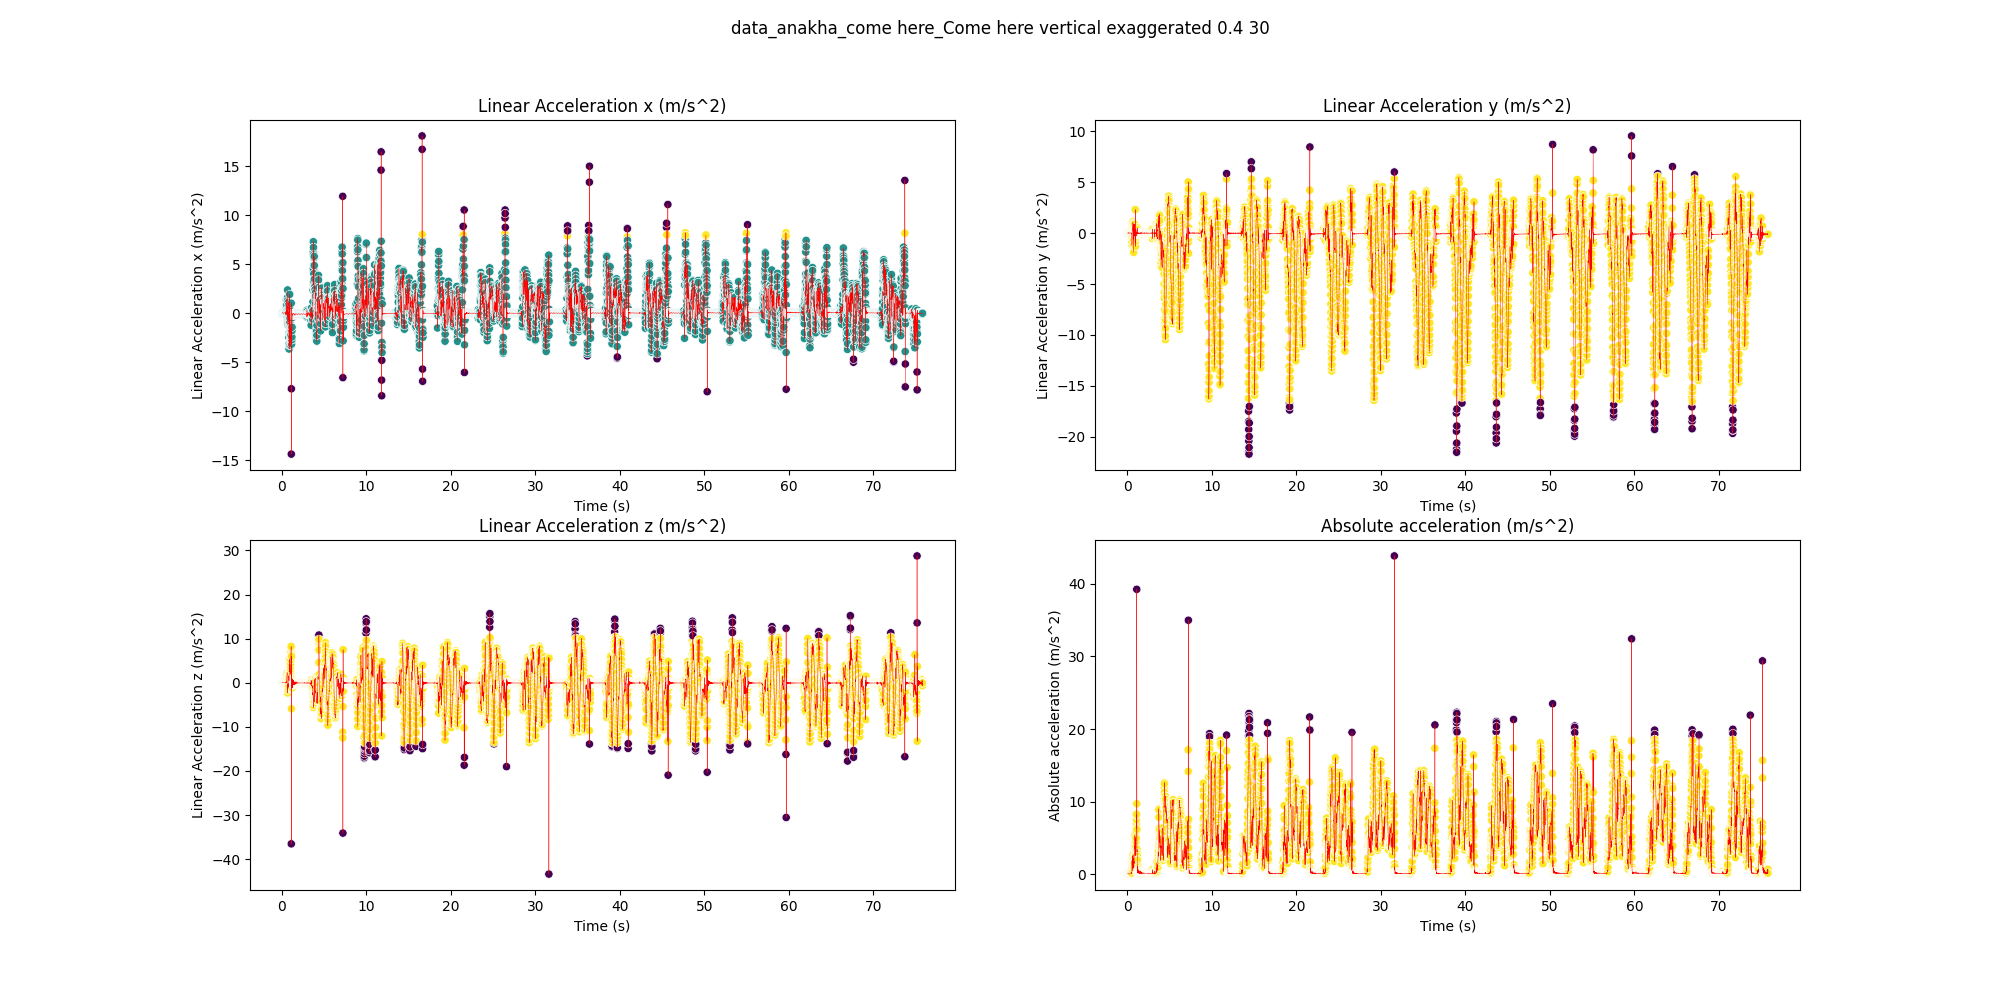 data_anakha_come here_Come here vertical exaggerated 0.4 30
Linear Acceleration x (m/s^2)
Linear Acceleration x (m/s^2)
15
10
5
0
−5
−10
−15
0 10 20 30 40 50 60 70
Time (s)
Linear Acceleration y (m/s^2)
Linear Acceleration y (m/s^2)
10
5
0
−5
−10
−15
−20
0 10 20 30 40 50 60 70
Time (s)
Linear Acceleration z (m/s^2)
Linear Acceleration z (m/s^2)
30
20
10
0
−10
−20
−30
−40
0 10 20 30 40 50 60 70
Time (s)
Absolute acceleration (m/s^2)
Absolute acceleration (m/s^2)
40
30
20
10
0
0 10 20 30 40 50 60 70
Time (s)